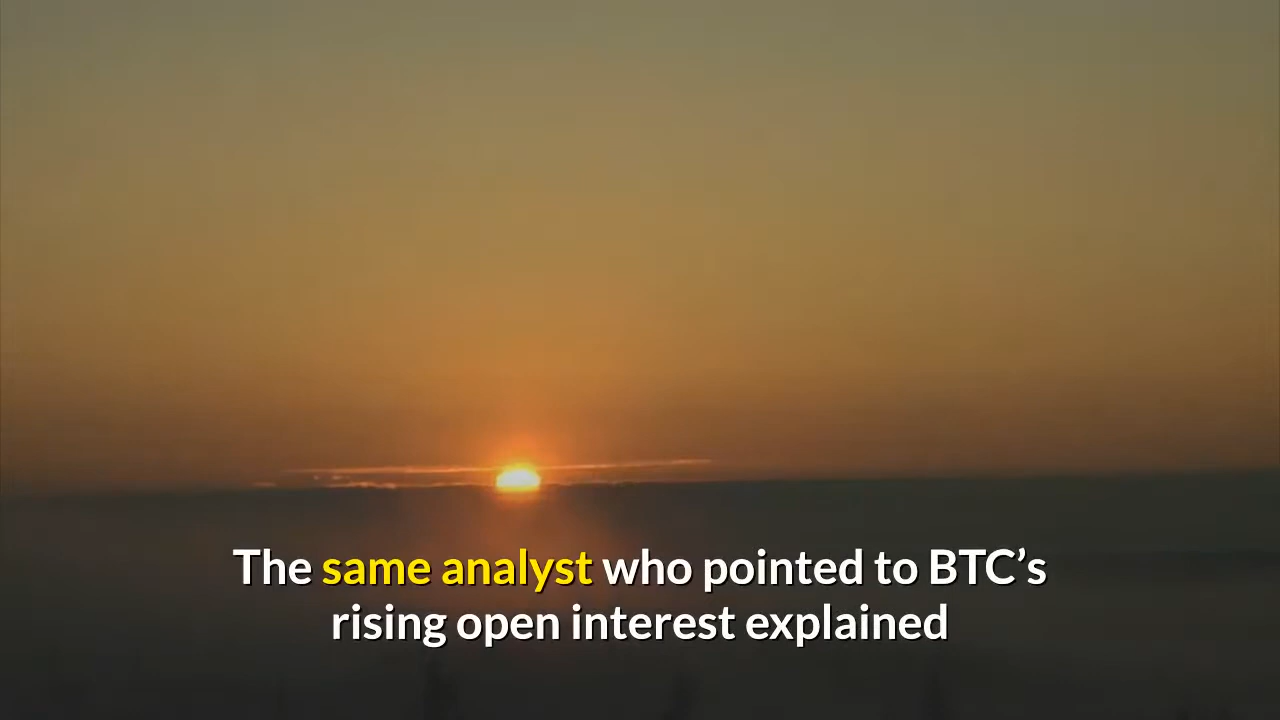 The same analyst who pointed to BTC’s
rising open interest explained